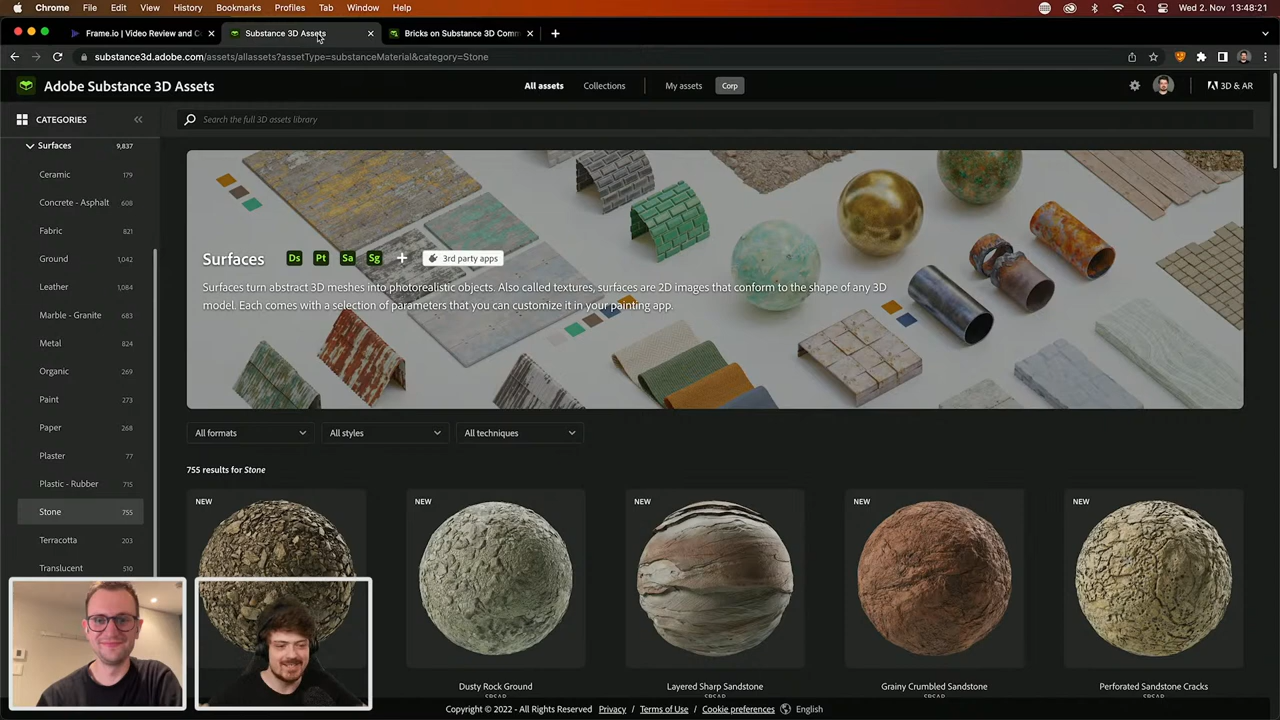 Chrome File Edit View History Bookmarks Profiles Tab Window Help Wed 2. Nov 13:48:21
Frame.io | Video Review and C
Substance 3D Assets
Bricks on Substance 3D Comm
substance3d.adobe.com/assets/allassets?assetType=substanceMaterial&category=Stone
Adobe Substance 3D Assets
All assets
Collections
My assets
Corp
3D & AR
CATEGORIES
Search the full 3D assets library
Surfaces 9,837
Ceramic 179
Concrete - Asphalt 608
Fabric 821
Ground 1,042
Leather 1,084
Marble - Granite 683
Metal 824
Organic 269
Paint 273
Paper 268
Plaster 77
Plastic - Rubber 715
Stone 755
Terracotta 203
Translucent 510
Surfaces
Ds Pt Sa Sg + 3rd party apps
Surfaces turn abstract 3D meshes into photorealistic objects. Also called textures, surfaces are 2D images that conform to the shape of any 3D
model. Each comes with a selection of parameters that you can customize it in your painting app.
All formats
All styles
All techniques
755 results for Stone
NEW
NEW
NEW
NEW
NEW
Dusty Rock Ground
Layered Sharp Sandstone
Grainy Crumbled Sandstone
Perforated Sandstone Cracks
Copyright © 2022 - All Rights Reserved Privacy / Terms of Use / Cookie preferences English